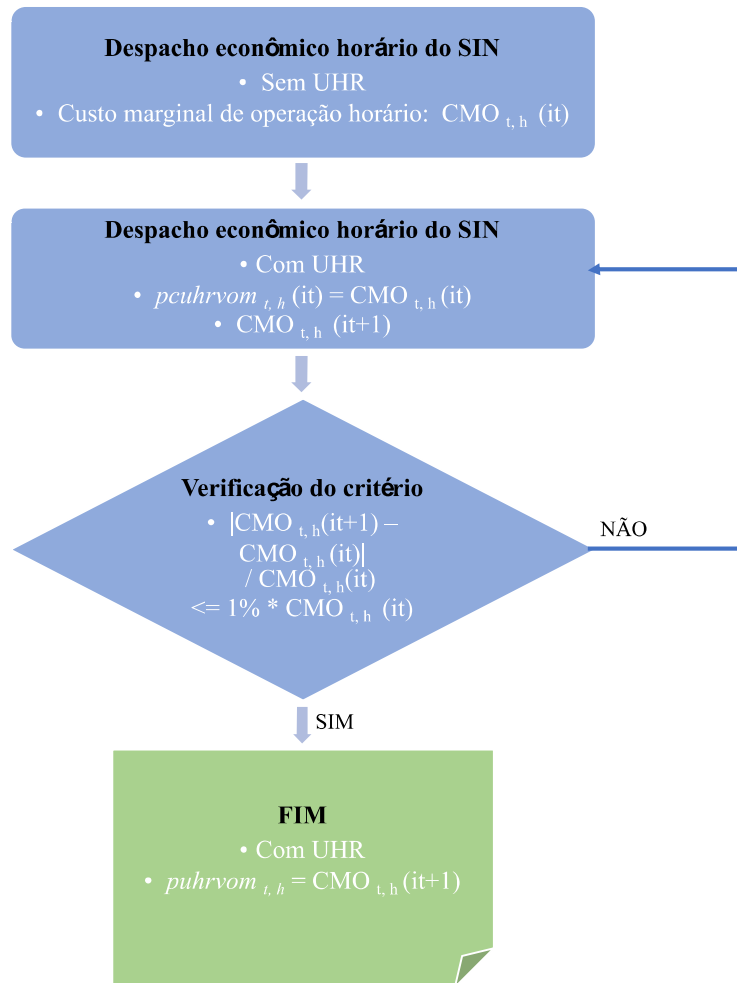 Despacho econômico horário do SIN
• Sem UHR
• Custo marginal de operação horário: CMO t, h (it)
Despacho econômico horário do SIN
• Com UHR
• pcuhrvom t, h (it) = CMO t, h (it)
• CMO t, h (it+1)
Verificação do critério
• |CMO t, h(it+1) –
CMO t, h (it)|
/ CMO t, h(it)
<= 1% * CMO t, h (it)
NÃO
SIM
FIM
• Com UHR
• puhrvom t, h = CMO t, h (it+1)